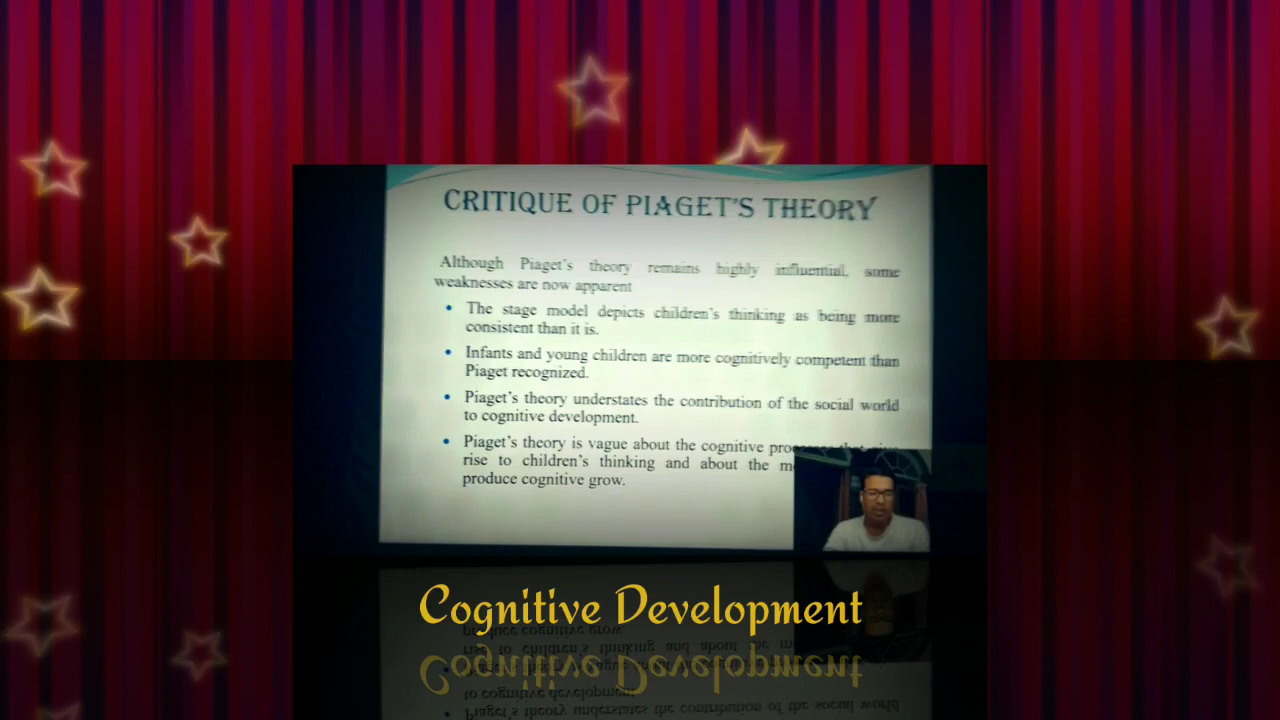 CRITIQUE OF PIAGET'S THEORY
Although Piaget's theory remains highly influential, some
weaknesses are now apparent
• The stage model depicts children's thinking as being more
consistent than it is.
• Infants and young children are more cognitively competent than
Piaget recognized.
• Piaget's theory understates the contribution of the social world
to cognitive development.
• Piaget's theory is vague about the cognitive
rise to children's thinking and about the
produce cognitive grow.
Cognitive Development